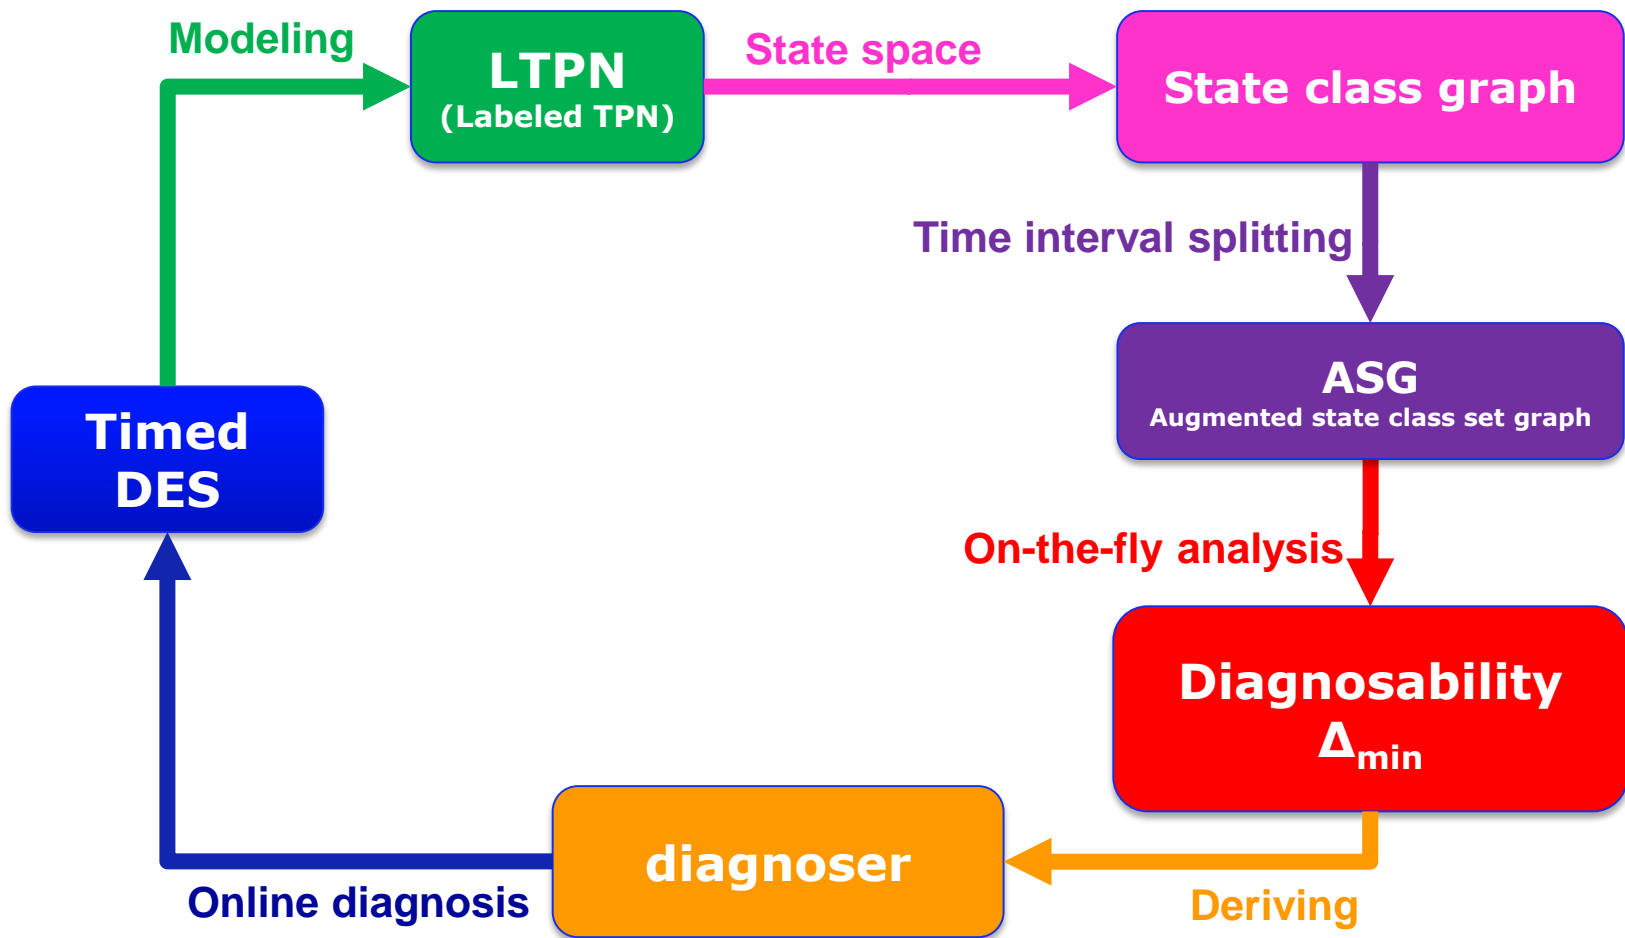 Modeling
LTPN
(Labeled TPN)
State space
State class graph
Time interval splitting
ASG
Augmented state class set graph
Timed
DES
On-the-fly analysis
Diagnosability
Δmin
diagnoser
Online diagnosis
Deriving